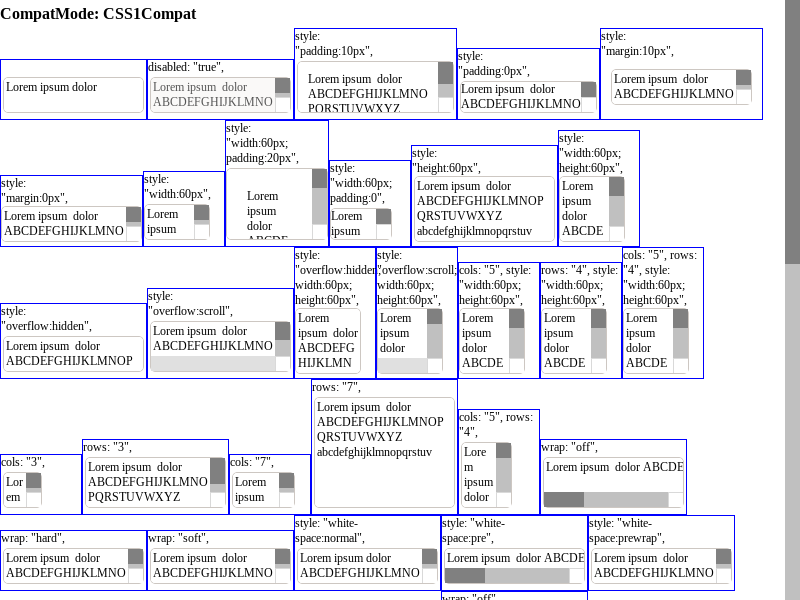 CompatMode: CSS1Compat
Lorem ipsum dolor
disabled: "true",
Lorem ipsum  dolor
ABCDEFGHIJKLMNO
style:
"padding:10px",
Lorem ipsum  dolor
ABCDEFGHIJKLMNO
PQRSTUVWXYZ
style:
"padding:0px",
Lorem ipsum  dolor
ABCDEFGHIJKLMNO
style:
"margin:10px",
Lorem ipsum  dolor
ABCDEFGHIJKLMNO
style:
"margin:0px",
Lorem ipsum  dolor
ABCDEFGHIJKLMNO
style:
"width:60px",
Lorem
ipsum
style:
"width:60px;
padding:20px",
Lorem
ipsum
dolor
ABCDE
style:
"width:60px;
padding:0",
Lorem
ipsum
style:
"height:60px",
Lorem ipsum  dolor
ABCDEFGHIJKLMNOP
QRSTUVWXYZ
abcdefghijklmnopqrstuv
style:
"width:60px;
height:60px",
Lorem
ipsum
dolor
ABCDE
style:
"overflow:hidden",
Lorem ipsum  dolor
ABCDEFGHIJKLMNOP
style:
"overflow:scroll",
Lorem ipsum  dolor
ABCDEFGHIJKLMNO
style:
"overflow:hidden;
width:60px;
height:60px",
Lorem
ipsum  dolor
ABCDEFG
HIJKLMN
style:
"overflow:scroll;
width:60px;
height:60px",
Lorem
ipsum
dolor
cols: "5", style:
"width:60px;
height:60px",
Lorem
ipsum
dolor
ABCDE
rows: "4", style:
"width:60px;
height:60px",
Lorem
ipsum
dolor
ABCDE
cols: "5", rows:
"4", style:
"width:60px;
height:60px",
Lorem
ipsum
dolor
ABCDE
cols: "3",
Lor
em
rows: "3",
Lorem ipsum  dolor
ABCDEFGHIJKLMNO
PQRSTUVWXYZ
cols: "7",
Lorem
ipsum
rows: "7",
Lorem ipsum  dolor
ABCDEFGHIJKLMNOP
QRSTUVWXYZ
abcdefghijklmnopqrstuv
cols: "5", rows:
"4",
Lore
m
ipsum
dolor
wrap: "off",
Lorem ipsum  dolor ABCDE
wrap: "hard",
Lorem ipsum  dolor
ABCDEFGHIJKLMNO
wrap: "soft",
Lorem ipsum  dolor
ABCDEFGHIJKLMNO
style: "white-
space:normal",
Lorem ipsum dolor
ABCDEFGHIJKLMNO
style: "white-
space:pre",
Lorem ipsum  dolor ABCDE
style: "white-
space:prewrap",
Lorem ipsum  dolor
ABCDEFGHIJKLMNO
wrap: "off"